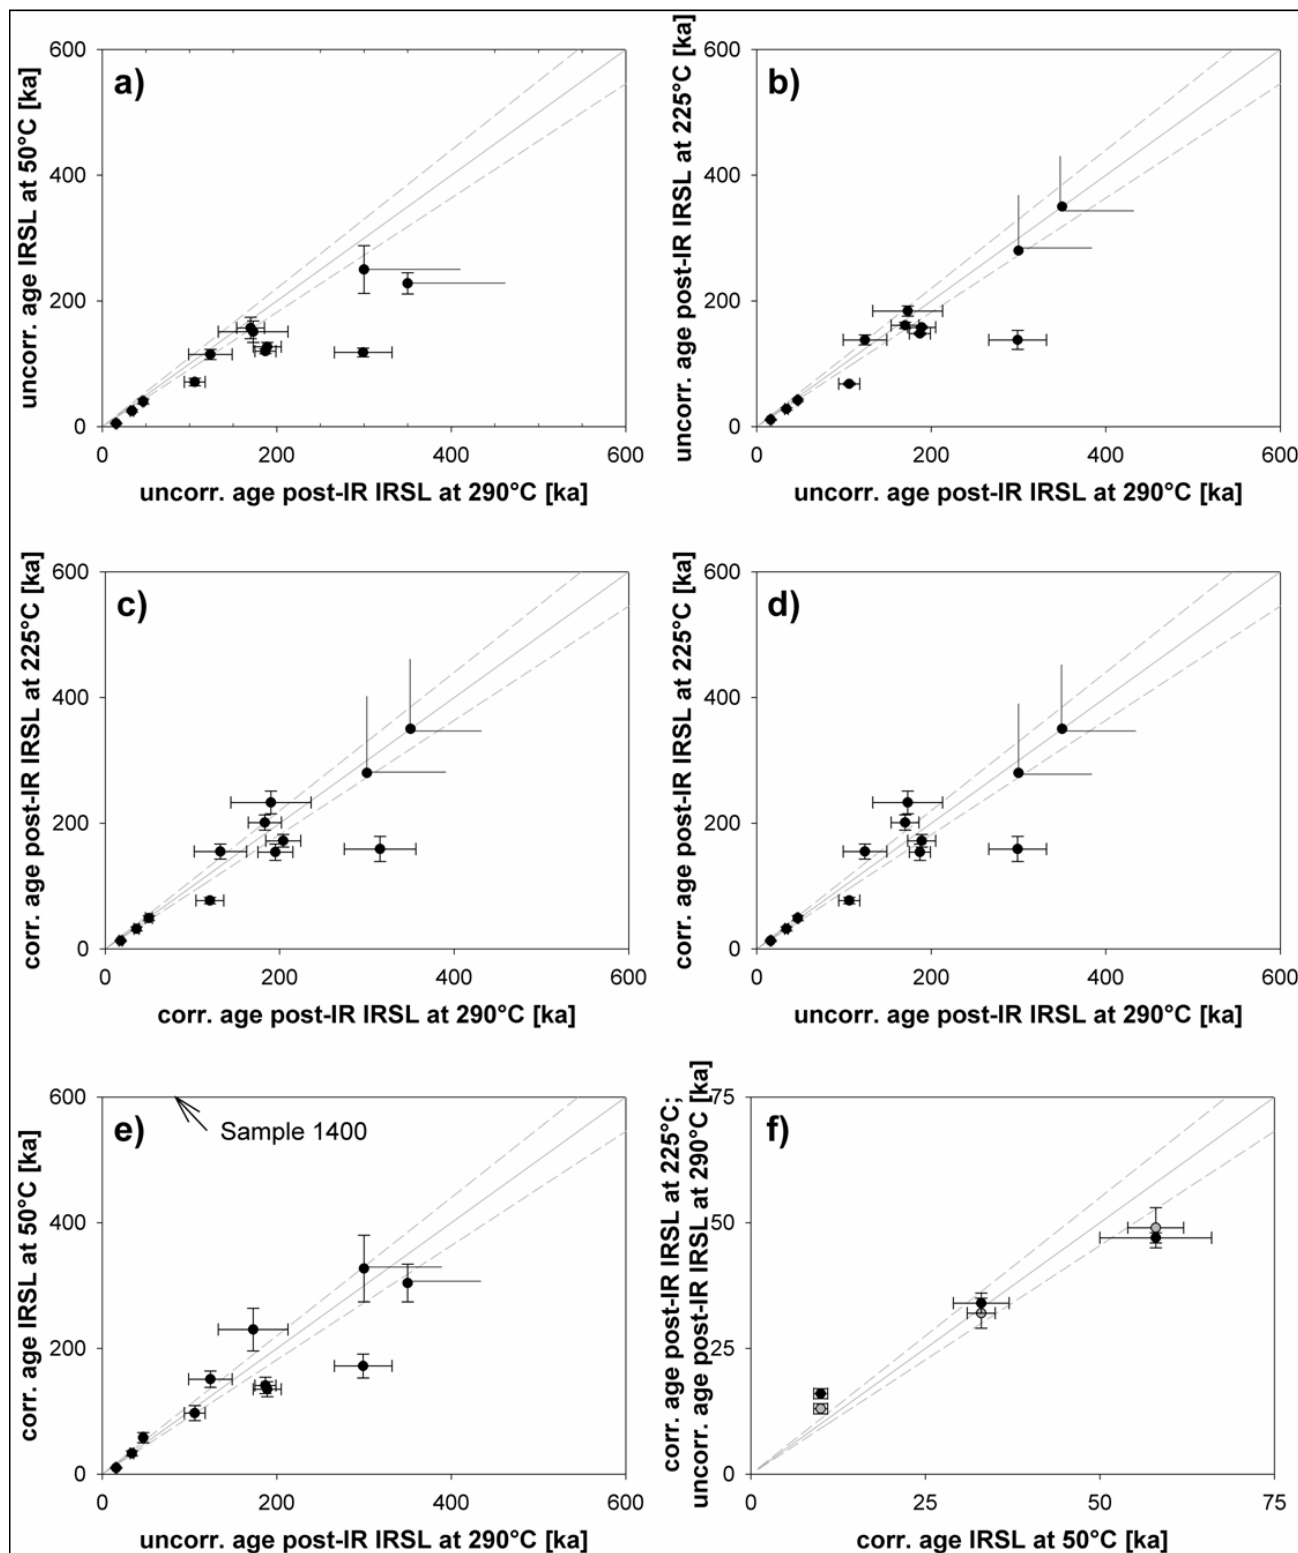 a)
uncorr. age IRSL at 50°C [ka]
600
400
200
0
0 200 400 600
uncorr. age post-IR IRSL at 290°C [ka]
b)
uncorr. age post-IR IRSL at 225°C [ka]
600
400
200
0
0 200 400 600
uncorr. age post-IR IRSL at 290°C [ka]
c)
corr. age post-IR IRSL at 225°C [ka]
600
400
200
0
0 200 400 600
corr. age post-IR IRSL at 290°C [ka]
d)
corr. age post-IR IRSL at 225°C [ka]
600
400
200
0
0 200 400 600
uncorr. age post-IR IRSL at 290°C [ka]
e)
Sample 1400
corr. age IRSL at 50°C [ka]
600
400
200
0
0 200 400 600
uncorr. age post-IR IRSL at 290°C [ka]
f)
corr. age post-IR IRSL at 225°C;
uncorr. age post-IR IRSL at 290°C [ka]
75
50
25
0
0 25 50 75
corr. age IRSL at 50°C [ka]